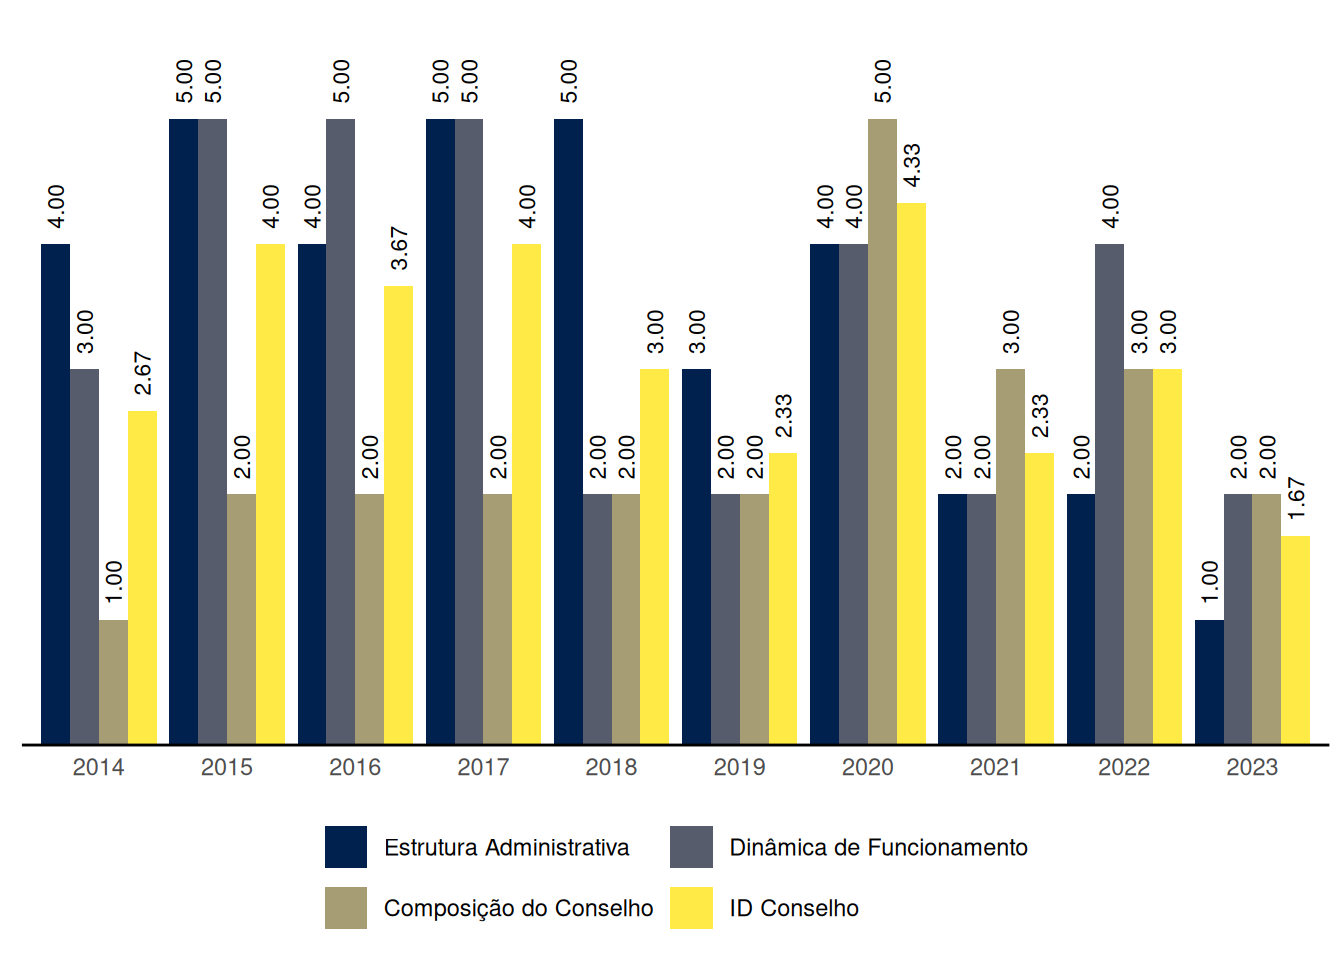 4.00 3.00 1.00 2.67
5.00 5.00 2.00 4.00
4.00 5.00 2.00 3.67
5.00 5.00 2.00 4.00
5.00 2.00 2.00 3.00
3.00 2.00 2.00 2.33
4.00 4.00 5.00 4.33
2.00 2.00 3.00 2.33
2.00 4.00 3.00 3.00
1.00 2.00 2.00 1.67
2014 2015 2016 2017 2018 2019 2020 2021 2022 2023
Estrutura Administrativa Dinâmica de Funcionamento
Composição do Conselho ID Conselho